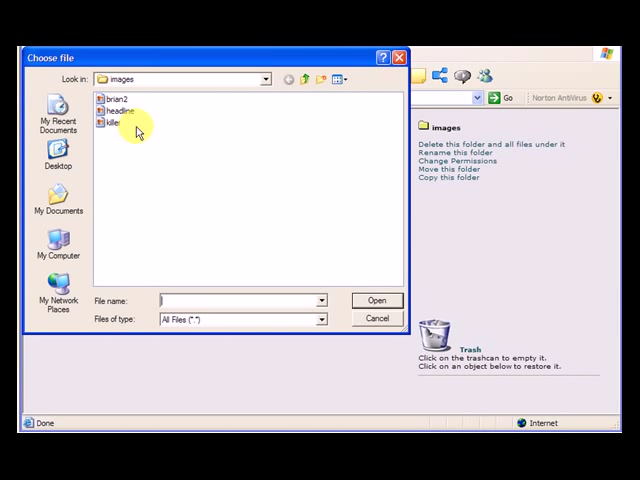 Choose file
Look in: images
Go Norton AntiVirus
brian2
headline
My Recent
Documents
Desktop
My Documents
My Computer
My Network
Places
File name: Open
Files of type: All Files (*.*) Cancel
images
Delete this folder and all files under it
Rename this folder
Change Permissions
Move this folder
Copy this folder
Trash
Click on the trashcan to empty it.
Click on an object below to restore it.
Done Internet